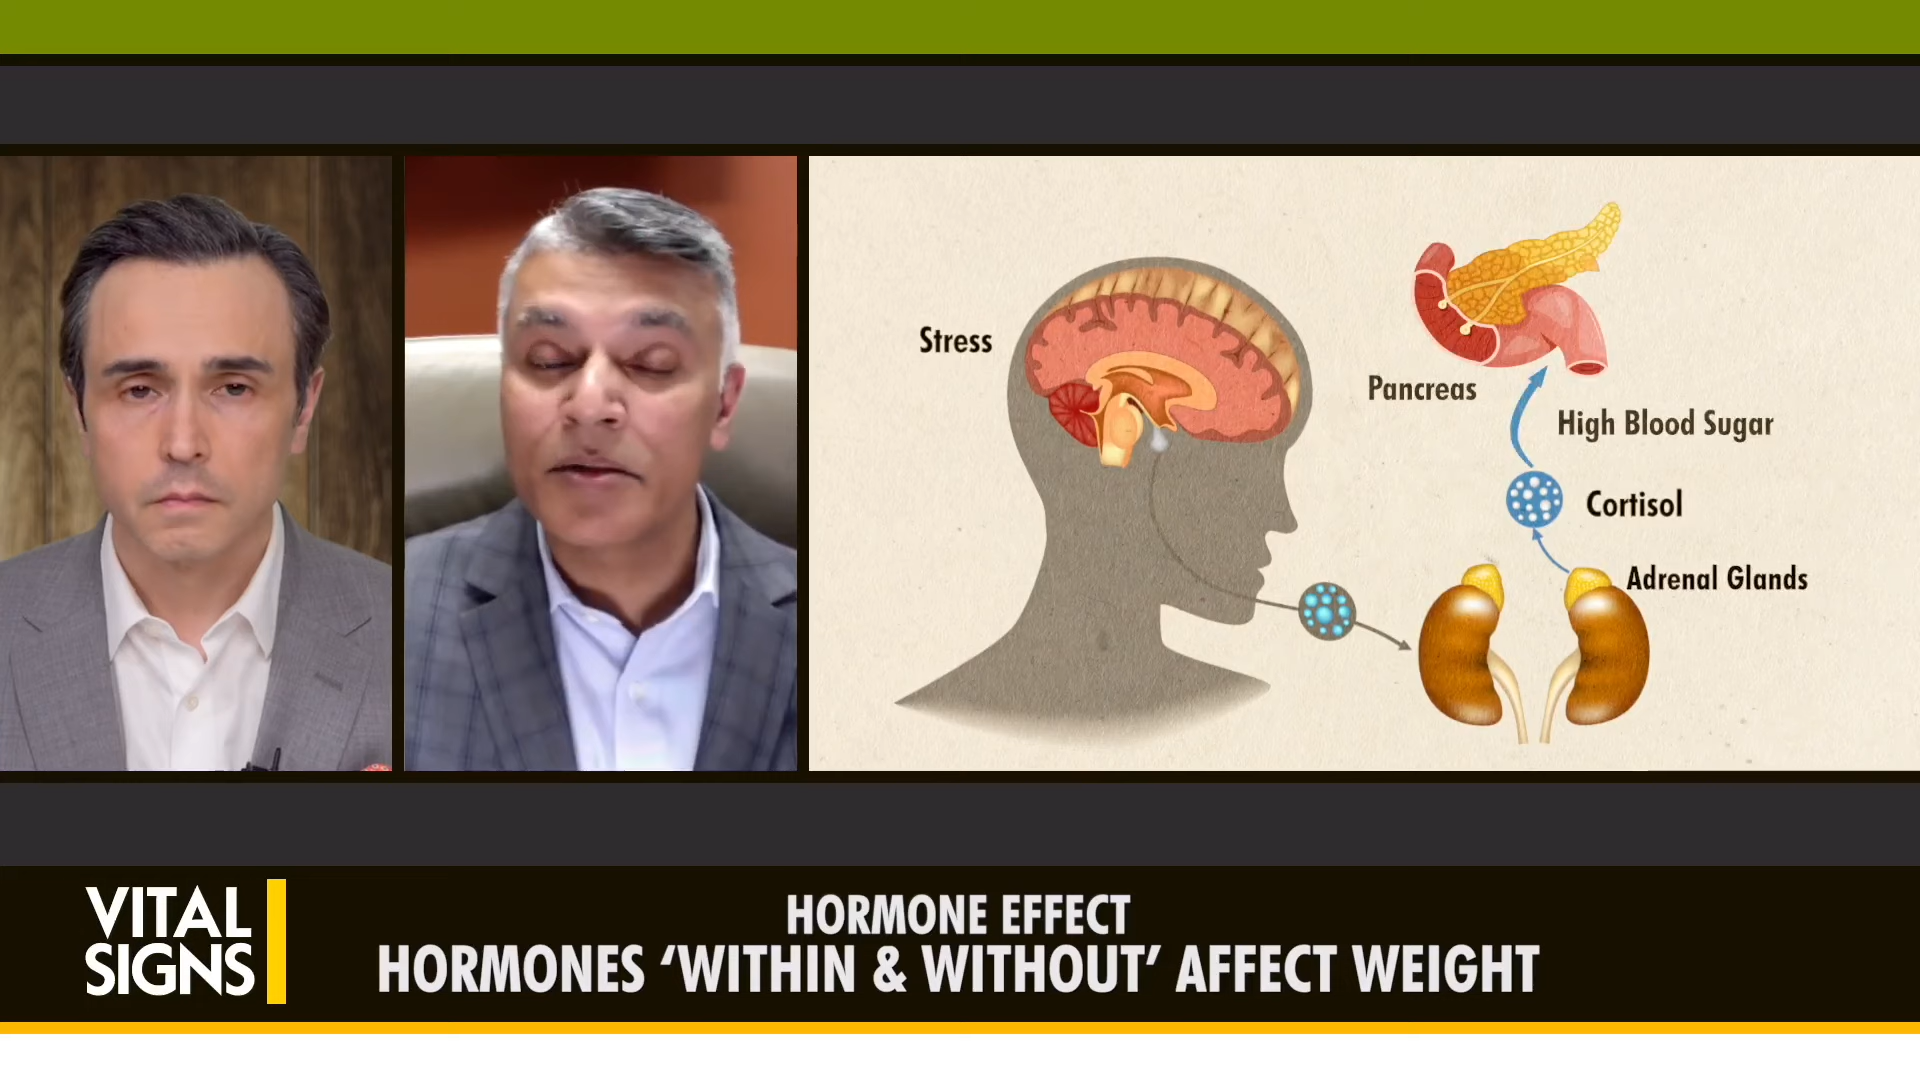 Stress
Pancreas
High Blood Sugar
Cortisol
Adrenal Glands
VITAL
SIGNS
HORMONE EFFECT
HORMONES ‘WITHIN & WITHOUT’ AFFECT WEIGHT